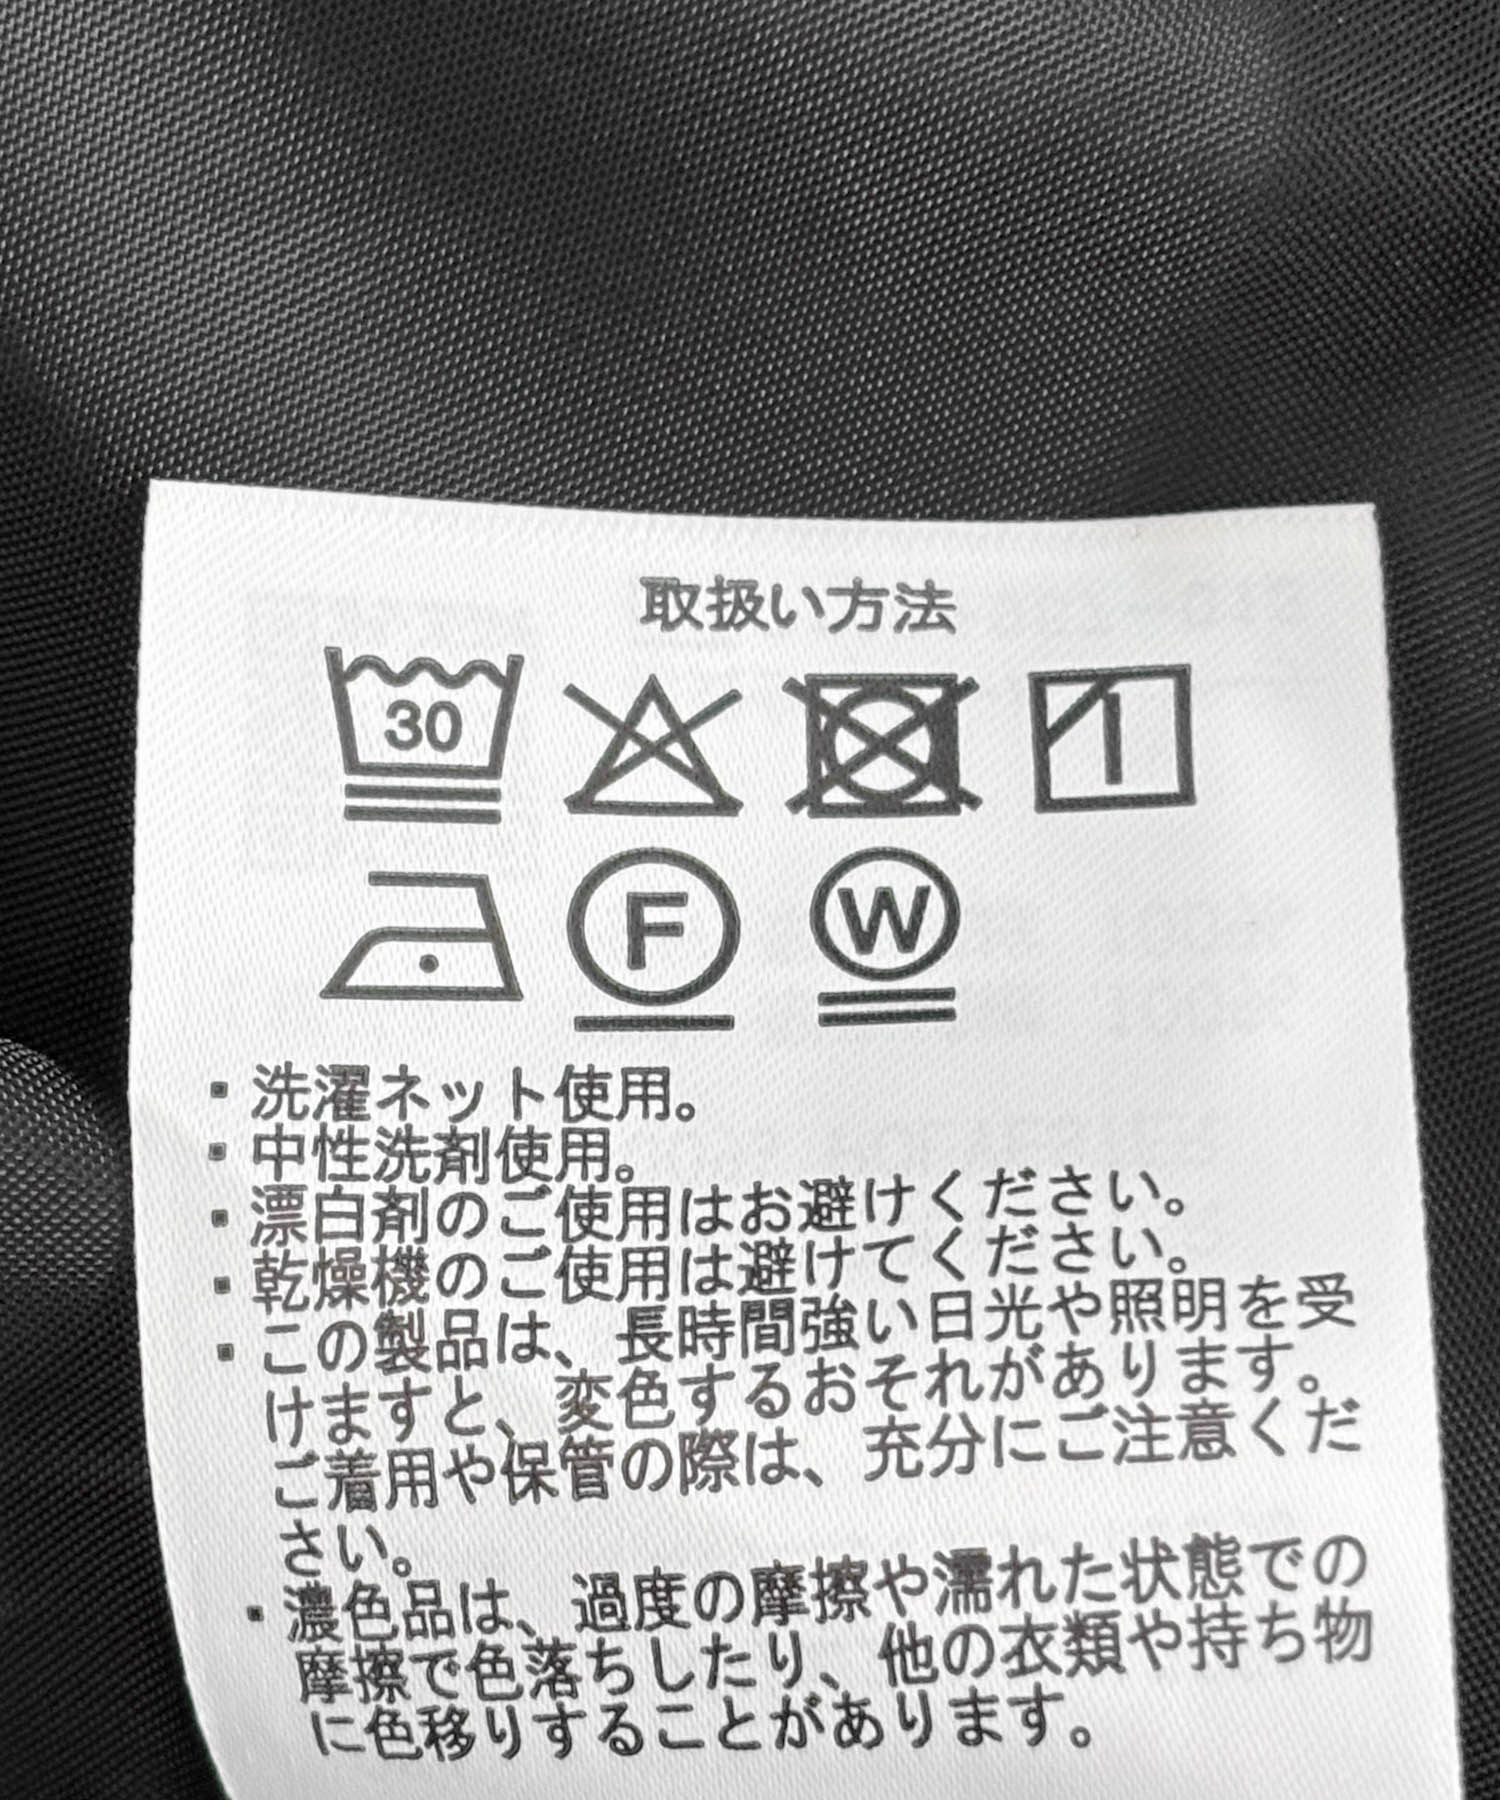 取扱い方法
30
F W
・洗濯ネット使用。
・中性洗剤使用。
・漂白剤のご使用はお避けください。
・乾燥機のご使用は避けてください。
・この製品は、長時間強い日光や照明を受
けますと、変色するおそれがあります。
ご着用や保管の際は、充分にご注意くだ
さい。
・濃色品は、過度の摩擦や濡れた状態での
摩擦で色落ちしたり、他の衣類や持ち物
に色移りすることがあります。